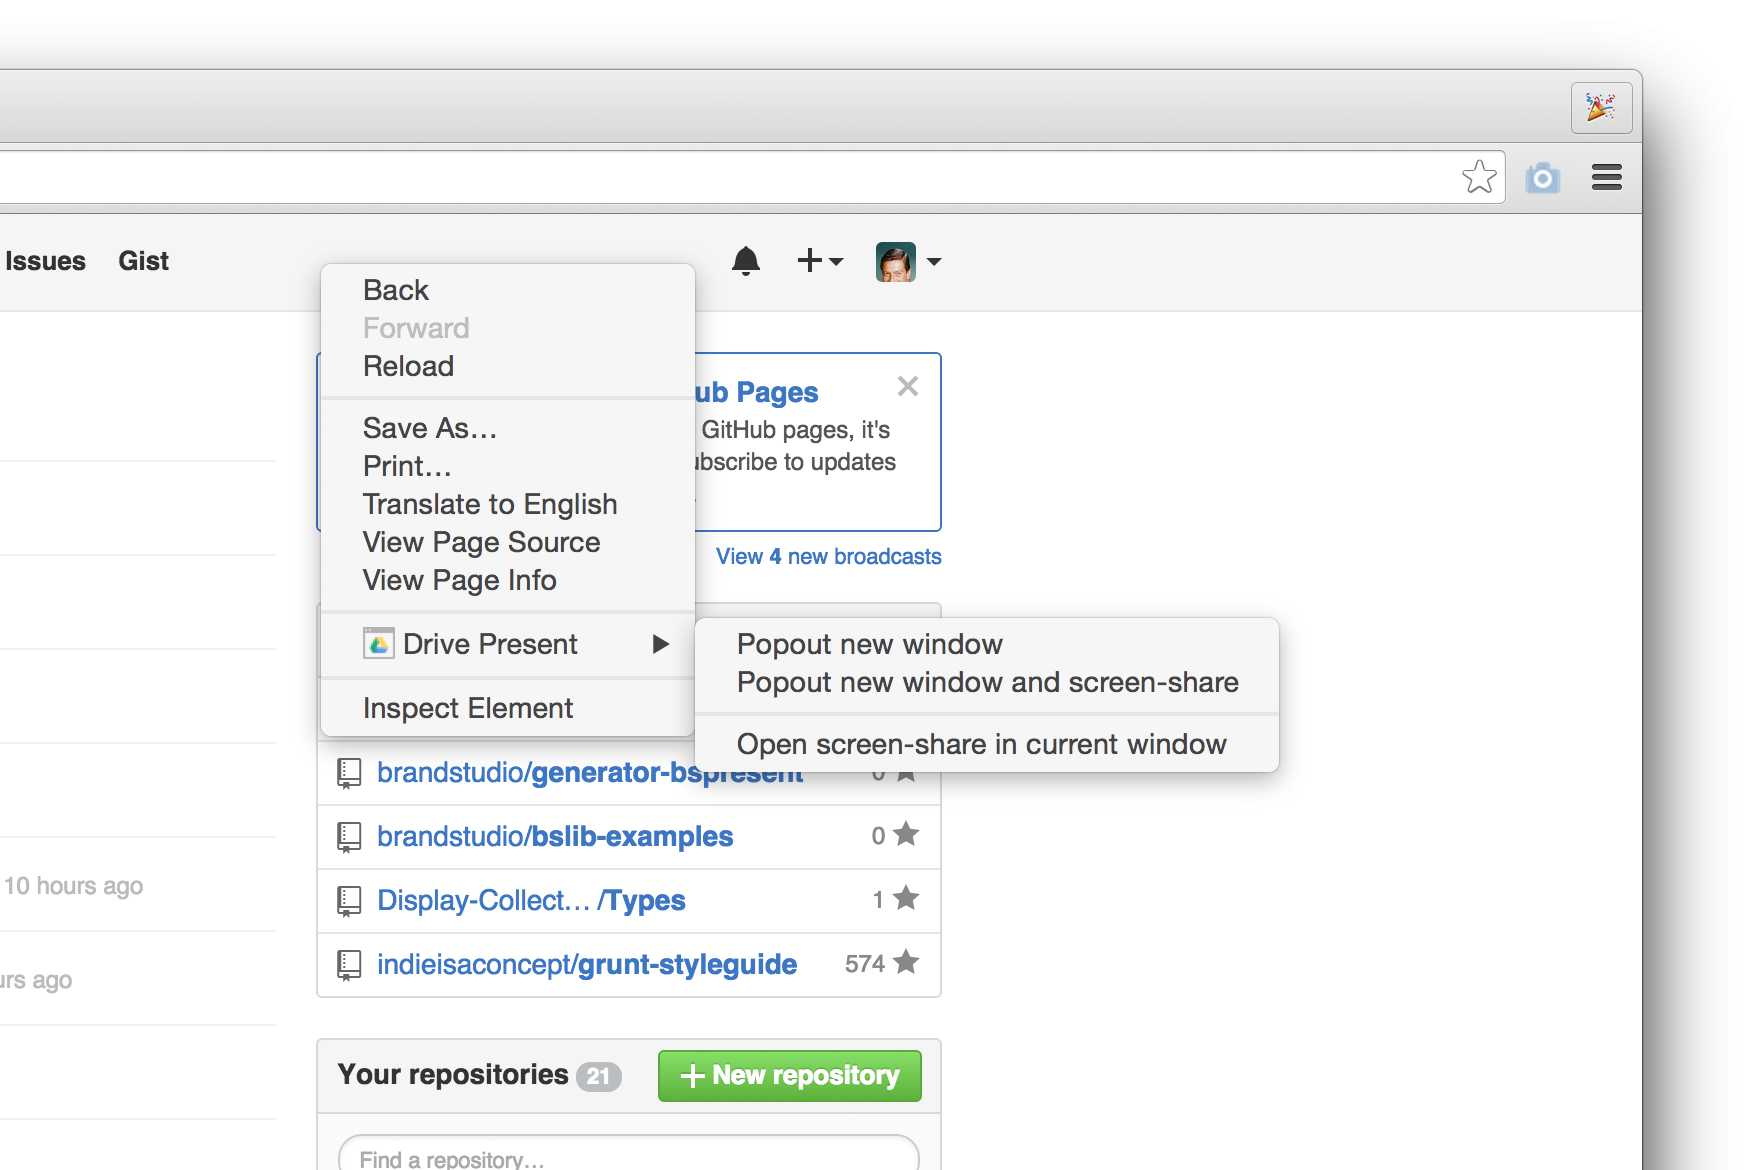 Issues Gist
Back
Forward
Reload
Save As…
Print…
Translate to English
View Page Source
View Page Info
Drive Present
Inspect Element
Popout new window
Popout new window and screen-share
Open screen-share in current window
ub Pages
GitHub pages, it's
ubscribe to updates
View 4 new broadcasts
brandstudio/generator-bspresent 0
brandstudio/bslib-examples 0
Display-Collect… /Types 1
indieisaconcept/grunt-styleguide 574
10 hours ago
urs ago
Your repositories 21
New repository
Find a repository…